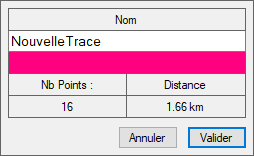 Nom
NouvelleTrace
Nb Points : Distance
16 1.66 km
Annuler Valider